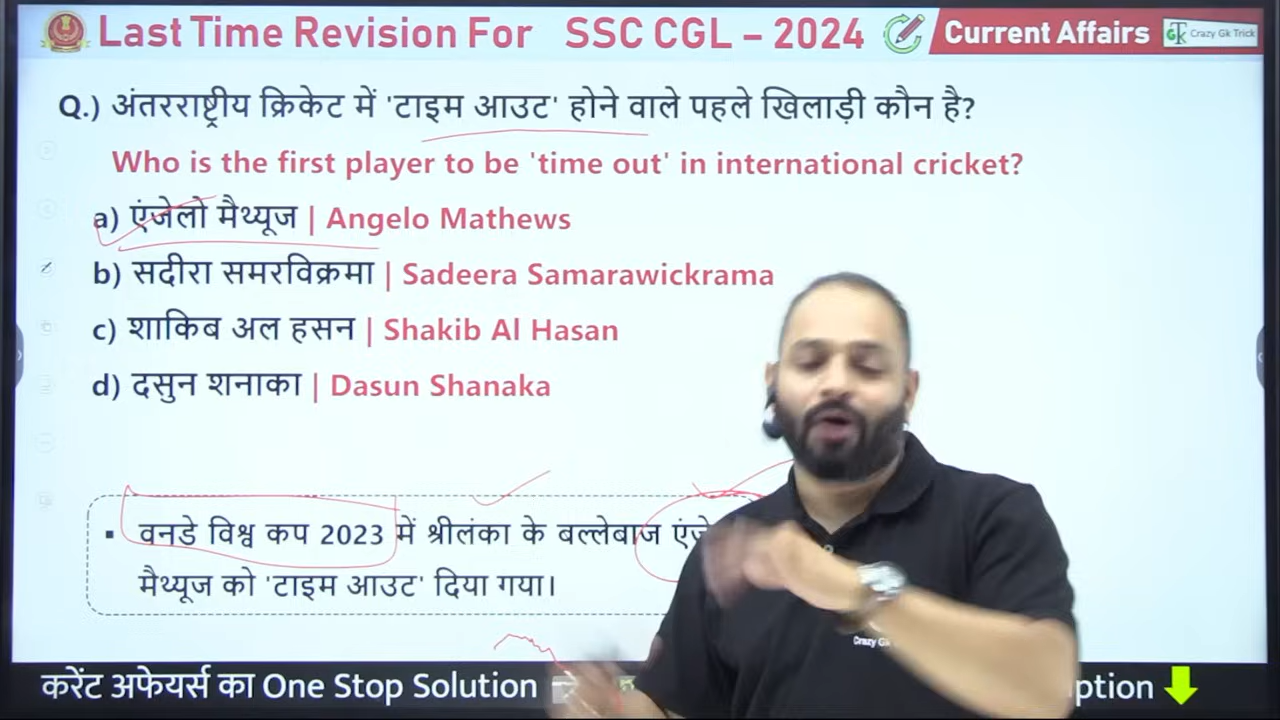 Last Time Revision For SSC CGL – 2024
Current Affairs
Crazy Gk Trick
Q.) अंतरराष्ट्रीय क्रिकेट में 'टाइम आउट' होने वाले पहले खिलाड़ी कौन है?
Who is the first player to be 'time out' in international cricket?
a) एंजेलो मैथ्यूज | Angelo Mathews
b) सदीरा समरविक्रमा | Sadeera Samarawickrama
c) शाकिब अल हसन | Shakib Al Hasan
d) दसुन शनाका | Dasun Shanaka
▪ वनडे विश्व कप 2023 में श्रीलंका के बल्लेबाज
मैथ्यूज को 'टाइम आउट' दिया गया।
करेंट अफेयर्स का One Stop Solution